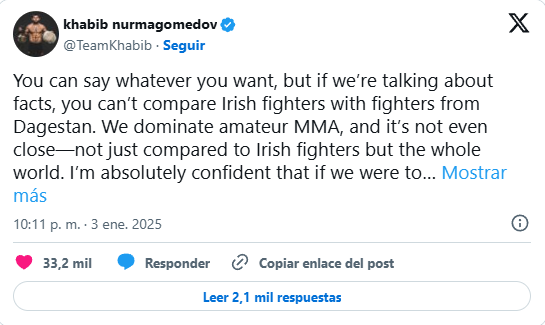 khabib nurmagomedov
@TeamKhabib · Seguir
You can say whatever you want, but if we’re talking about
facts, you can’t compare Irish fighters with fighters from
Dagestan. We dominate amateur MMA, and it’s not even
close—not just compared to Irish fighters but the whole
world. I’m absolutely confident that if we were to… Mostrar
más
10:11 p. m. · 3 ene. 2025
33,2 mil Responder Copiar enlace del post
Leer 2,1 mil respuestas